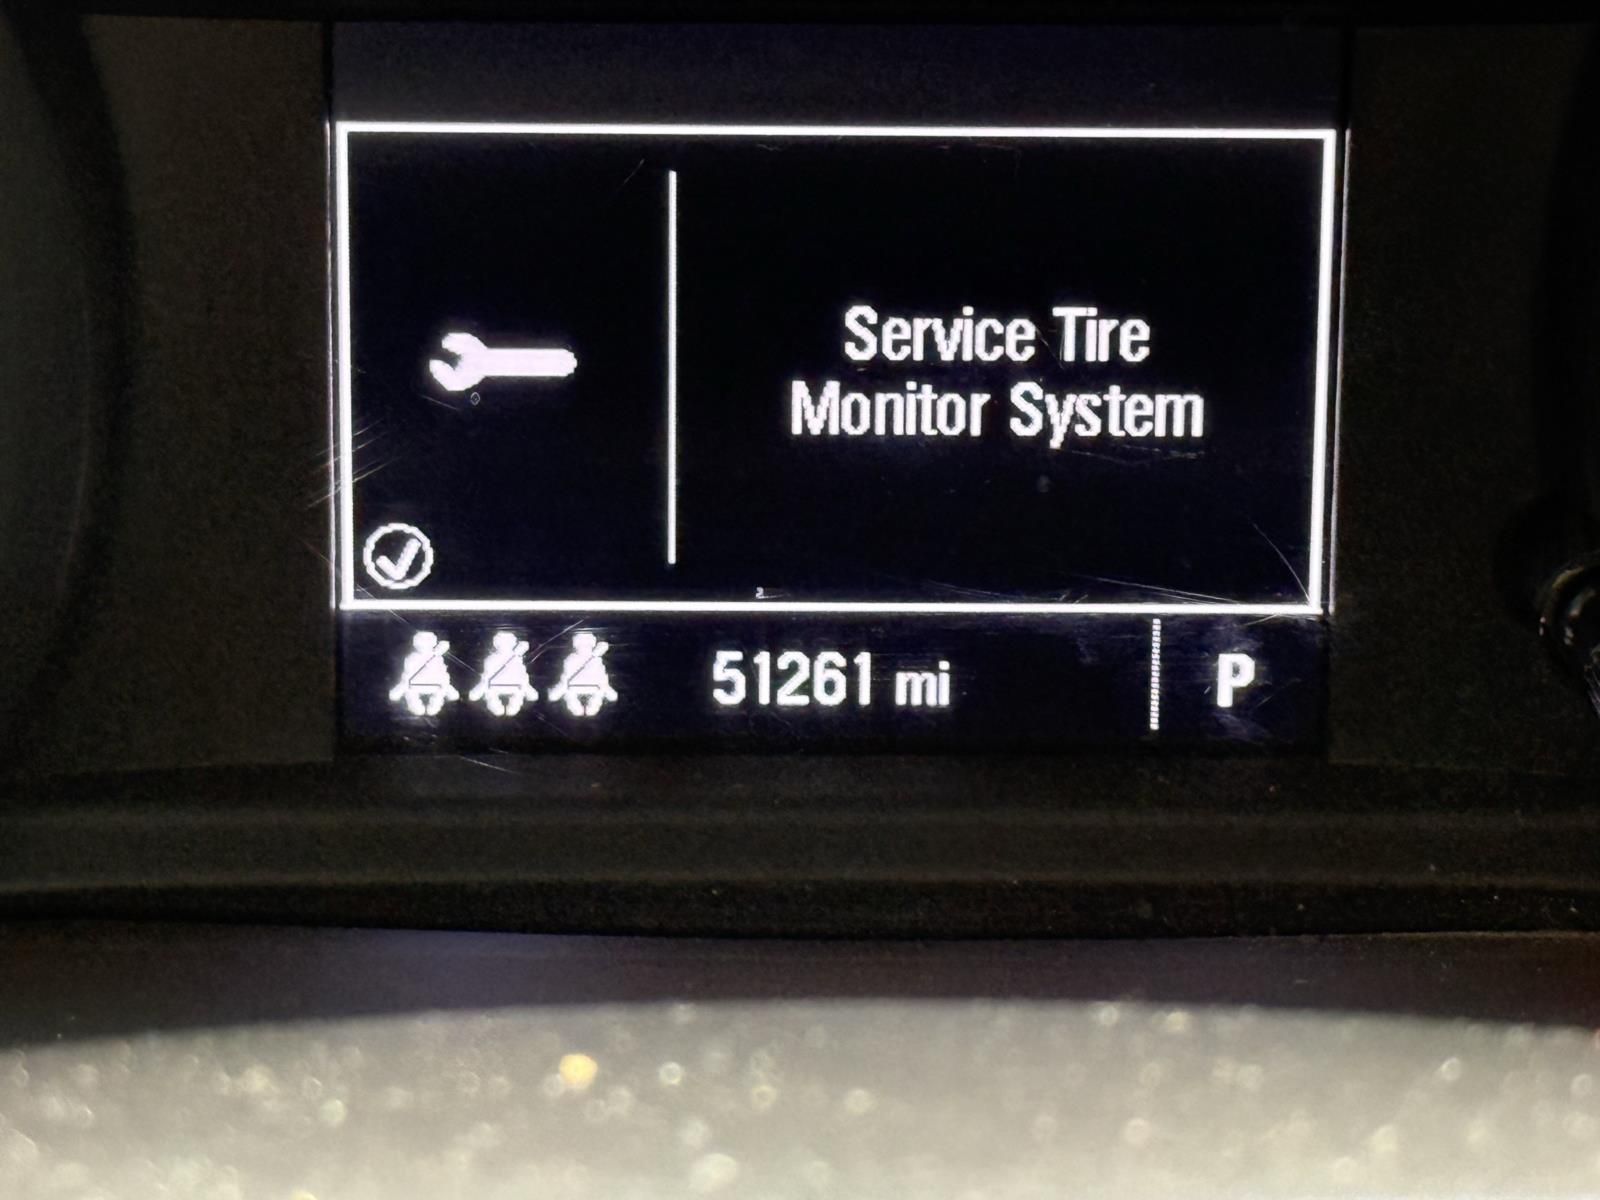 Service Tire
Monitor System
51261 mi
P